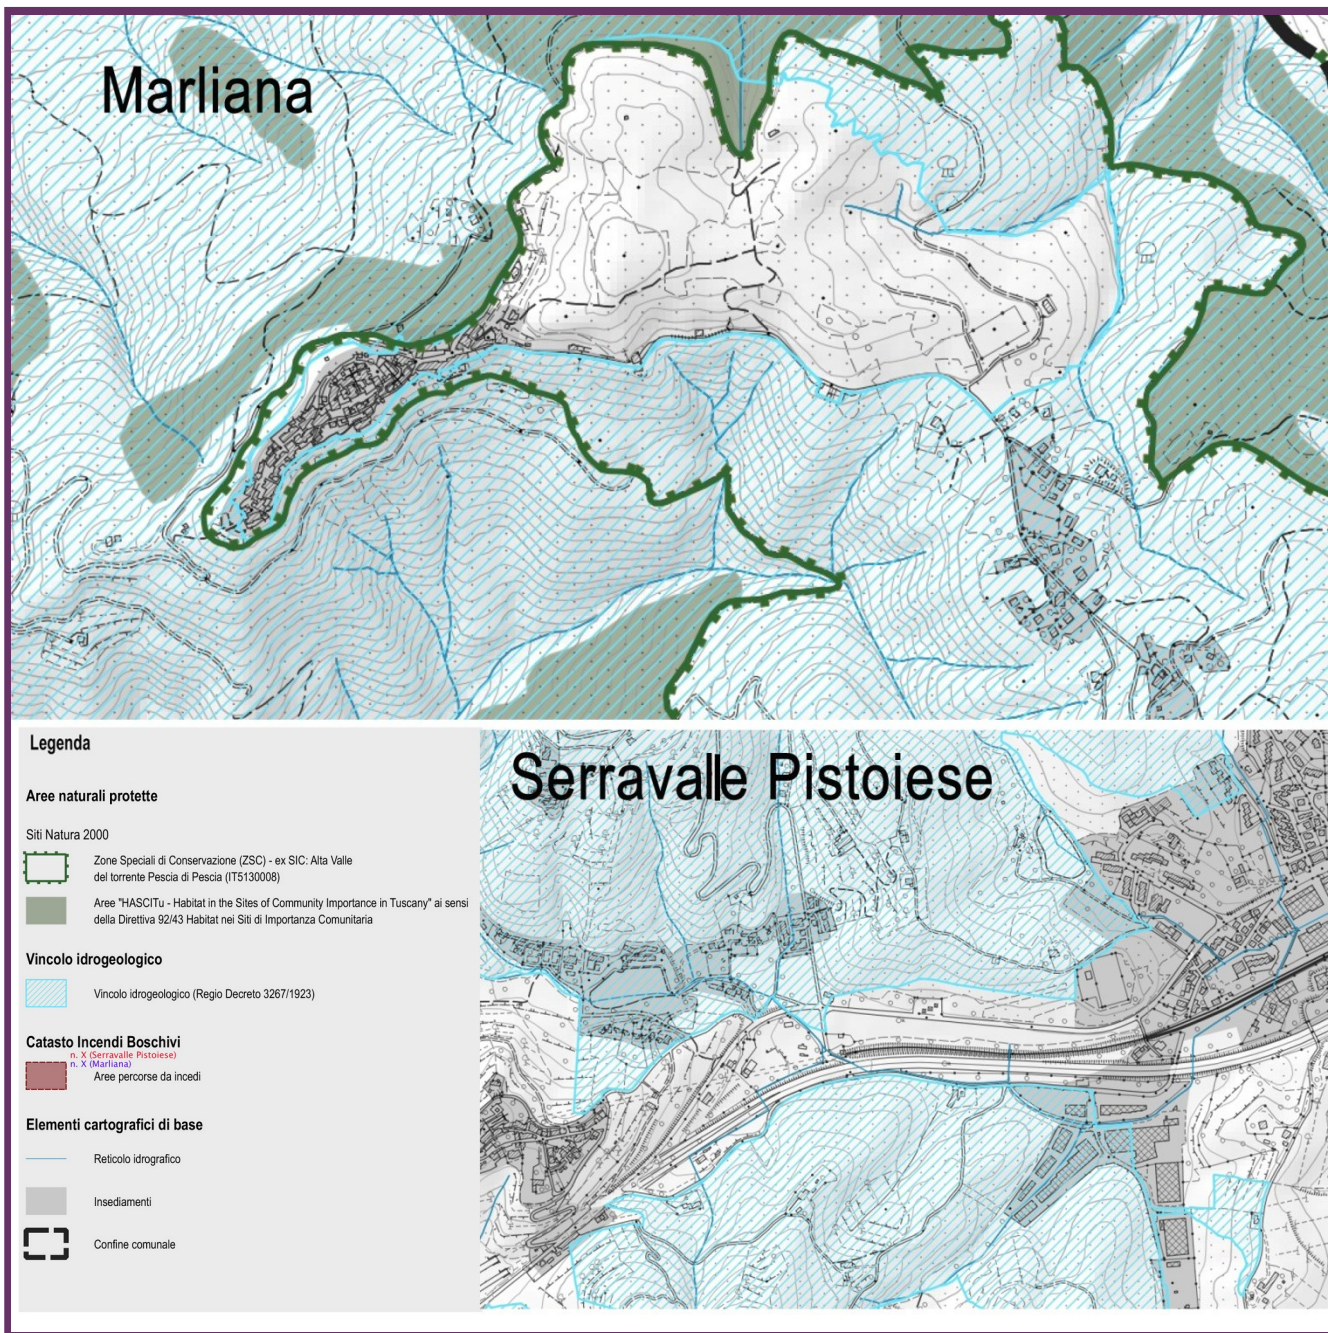 Marliana
Legenda
Aree naturali protette
Siti Natura 2000
Zone Speciali di Conservazione (ZSC) - ex SIC: Alta Valle
del torrente Pescia di Pescia (IT5130008)
Aree "HASCITu - Habitat in the Sites of Community Importance in Tuscany" ai sensi
della Direttiva 92/43 Habitat nei Siti di Importanza Comunitaria
Vincolo idrogeologico
Vincolo idrogeologico (Regio Decreto 3267/1923)
Catasto Incendi Boschivi
n. X (Serravalle Pistoiese)
n. X (Marliana)
Aree percorse da incedi
Elementi cartografici di base
Reticolo idrografico
Insediamenti
Confine comunale
Serravalle Pistoiese